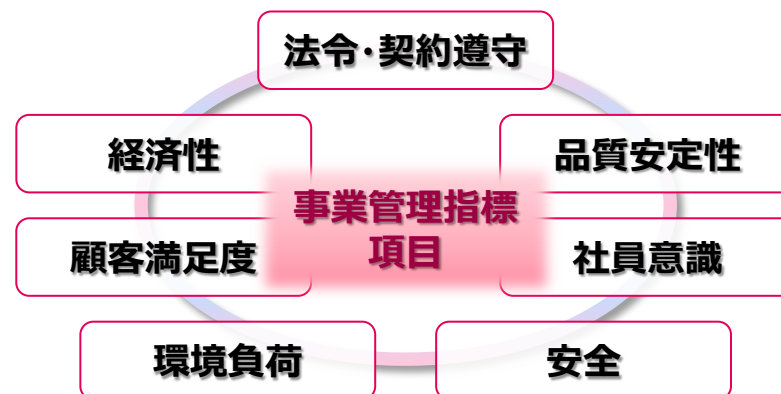 法令・契約遵守
経済性
品質安定性
事業管理指標
項目
顧客満足度
社員意識
環境負荷
安全